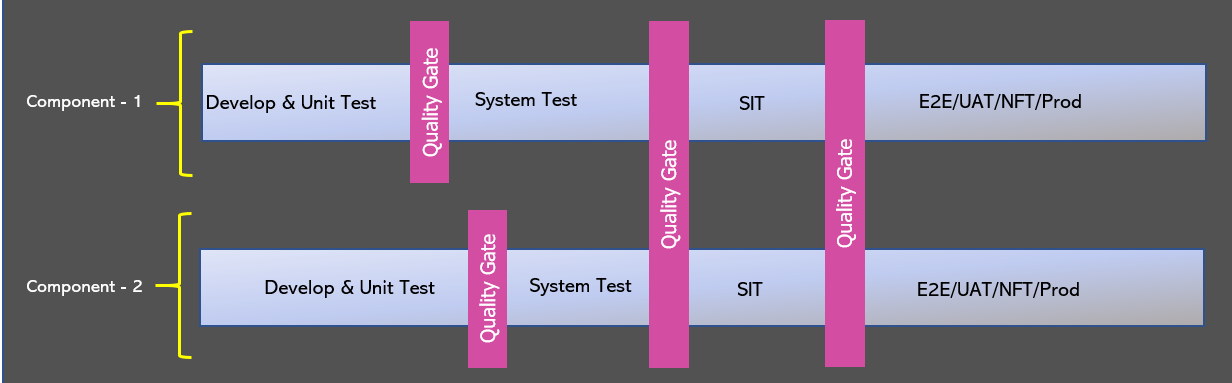 Component - 1
Develop & Unit Test
Quality Gate
System Test
Quality Gate
SIT
Quality Gate
E2E/UAT/NFT/Prod
Component - 2
Develop & Unit Test
Quality Gate
System Test
SIT
E2E/UAT/NFT/Prod